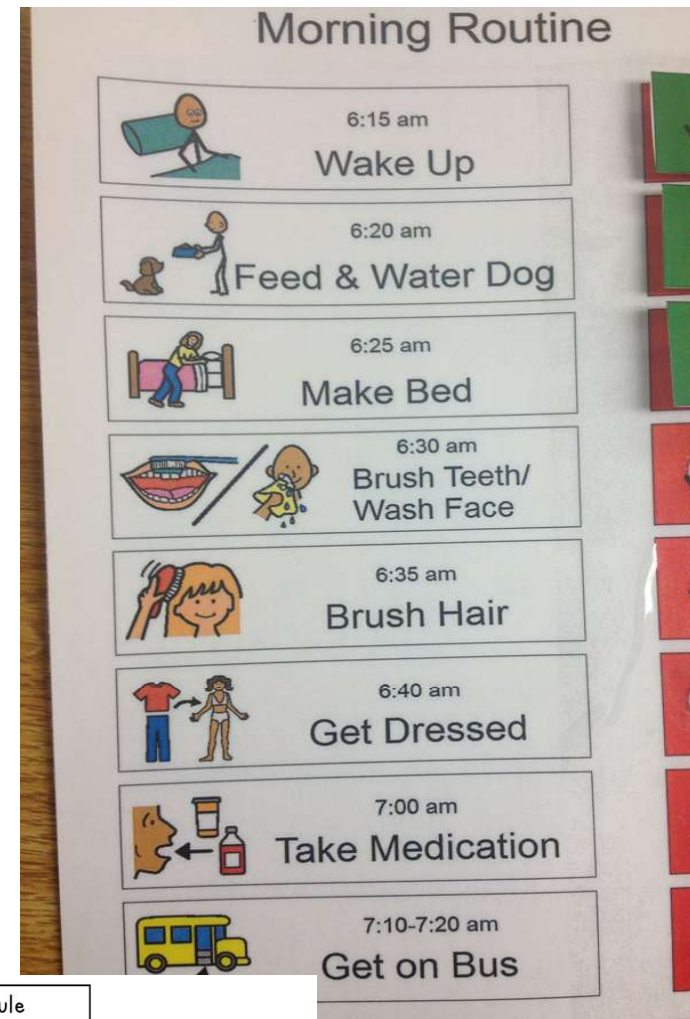 Morning Routine
6:15 am
Wake Up
6:20 am
Feed & Water Dog
6:25 am
Make Bed
6:30 am
Brush Teeth/
Wash Face
6:35 am
Brush Hair
6:40 am
Get Dressed
7:00 am
Take Medication
7:10-7:20 am
Get on Bus